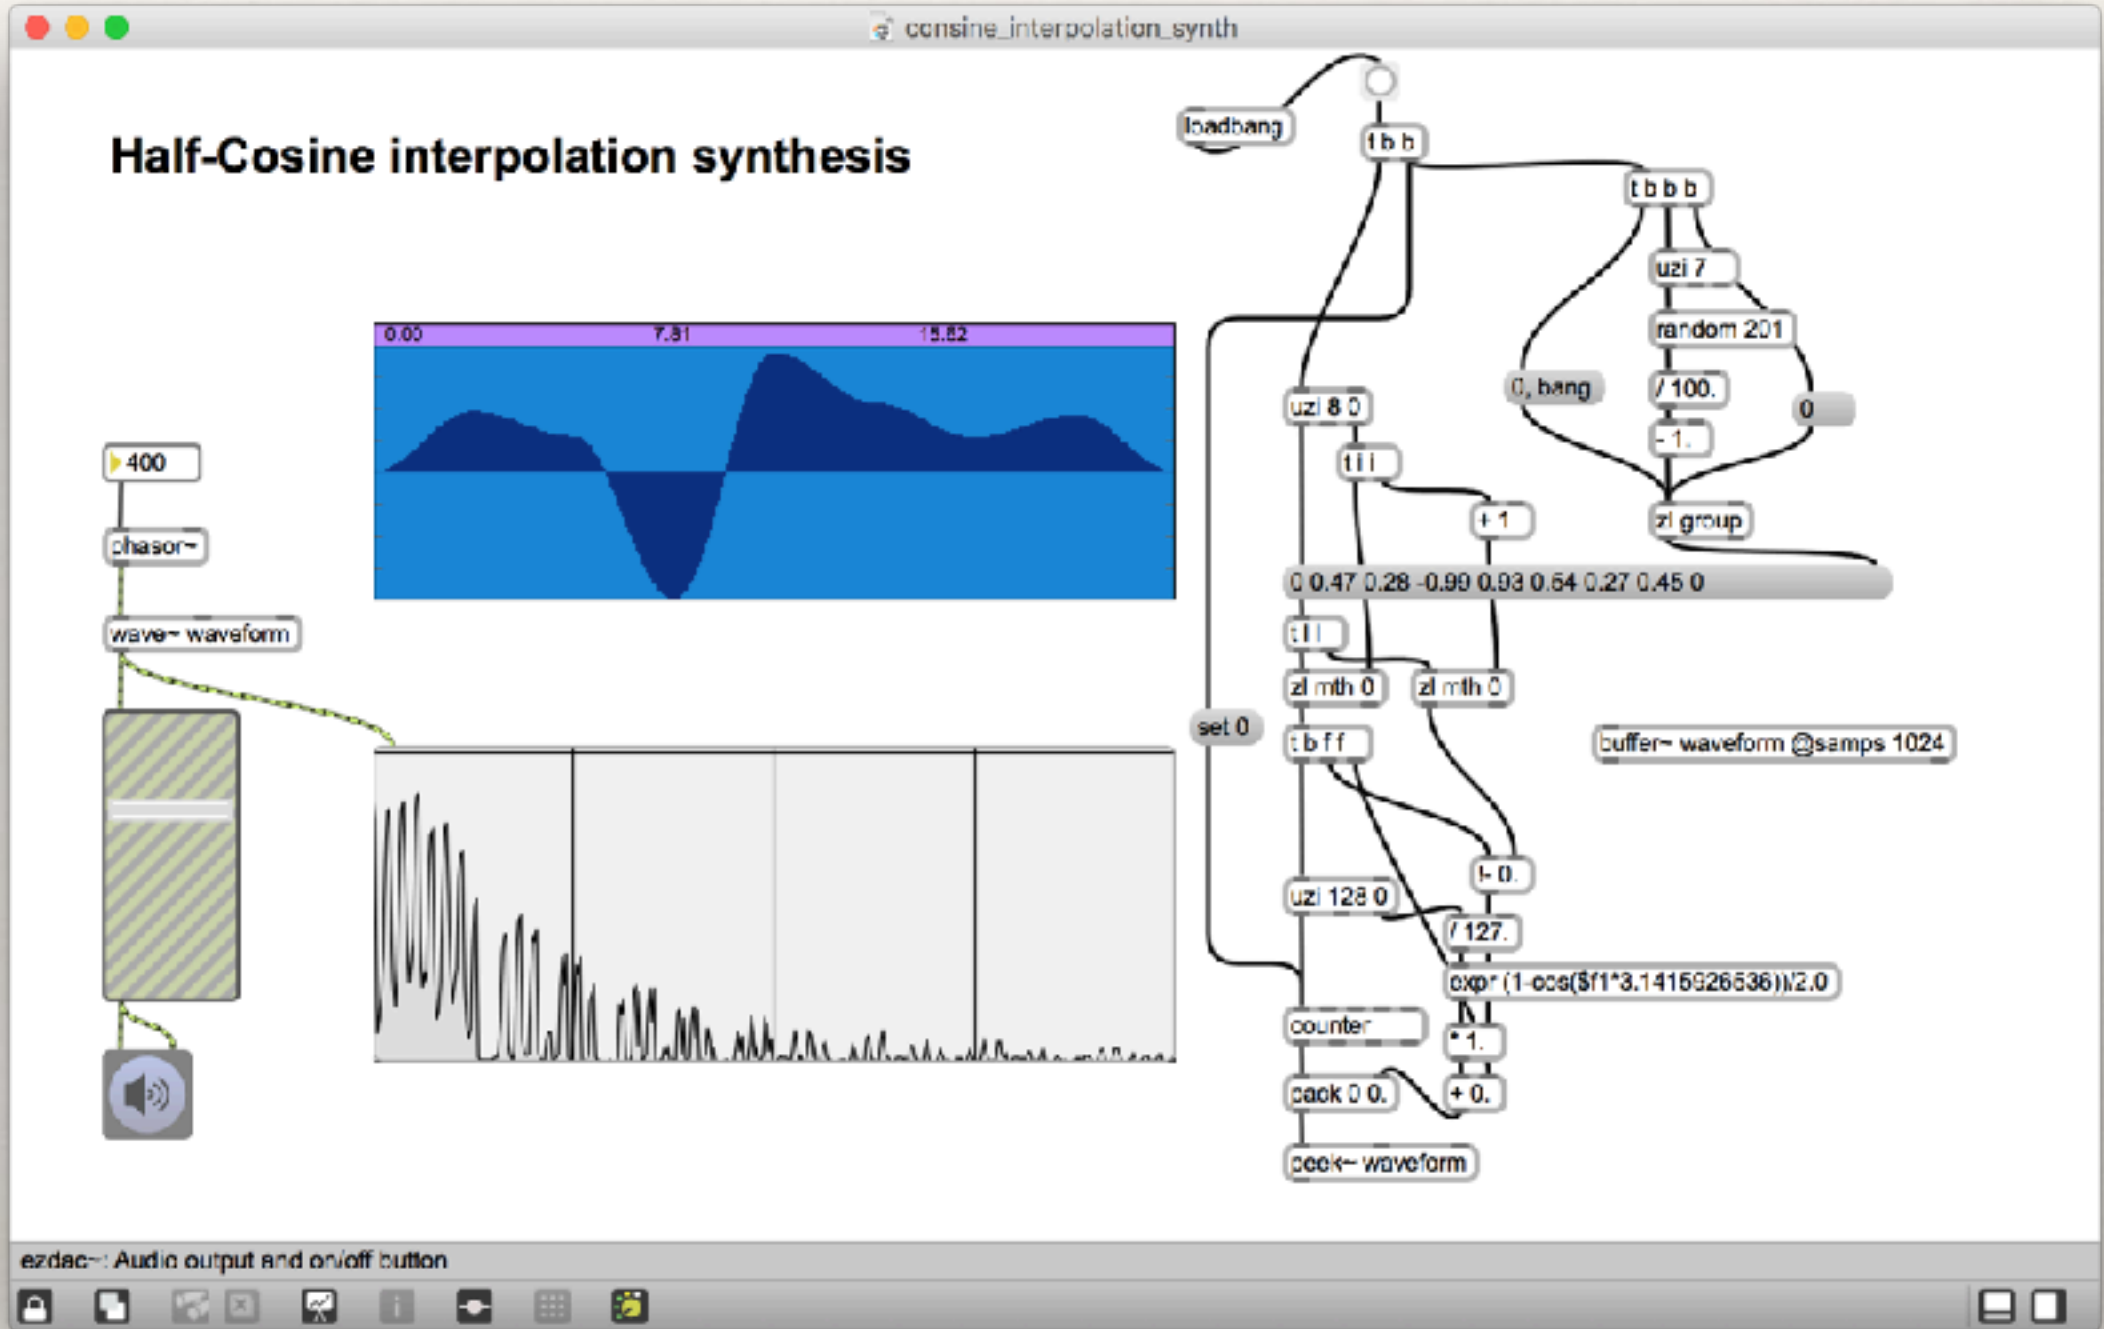 consine_interpolation_synth
Half-Cosine interpolation synthesis
loadbang
t b b
t b b b
uzi 7
random 201
0.00 7.81 15.62
uzi 8 0
0, bang
/ 100.
0
- 1.
400
t i i
+ 1
zl group
phasor~
0 0.47 0.28 -0.99 0.93 0.54 0.27 0.45 0
wave~ waveform
t l l
zl mth 0
zl mth 0
set 0
t b f f
buffer~ waveform @samps 1024
!- 0.
uzi 128 0
/ 127.
expr (1-cos($f1*3.1415926536))/2.0
counter
* 1.
pack 0 0.
+ 0.
peek~ waveform
ezdac~: Audio output and on/off button